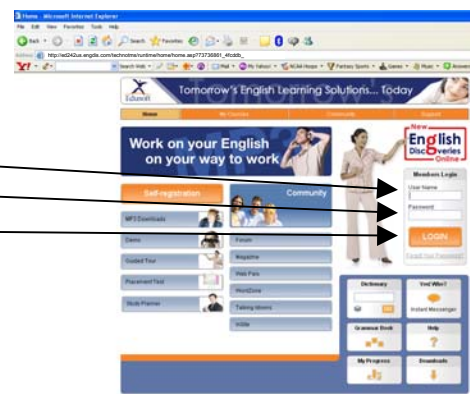 Home - Microsoft Internet Explorer
File Edit View Favorites Tools Help
Back Search Favorites
http://ed242us.engdis.com/technotms/runtime/home/home.asp?73736861_4fcddb_
Search Web Mail My Yahoo! NCAA Hoops Fantasy Sports Games Music Answers
Edusoft
Tomorrow's English Learning Solutions... Today
Home My Courses Community Support
Work on your English
on your way to work
New
English
Discoveries
Online
Members Login
User Name
Password
LOGIN
Forgot Your Password?
Self-registration
Community
MP3 Downloads
Demo
Guided Tour
Placement Test
Study Planner
Forum
Magazine
Web Pals
WordZone
Talking Idioms
InSite
Dictionary
Ved Who?
Instant Messenger
Grammar Book
Help
My Progress
Downloads